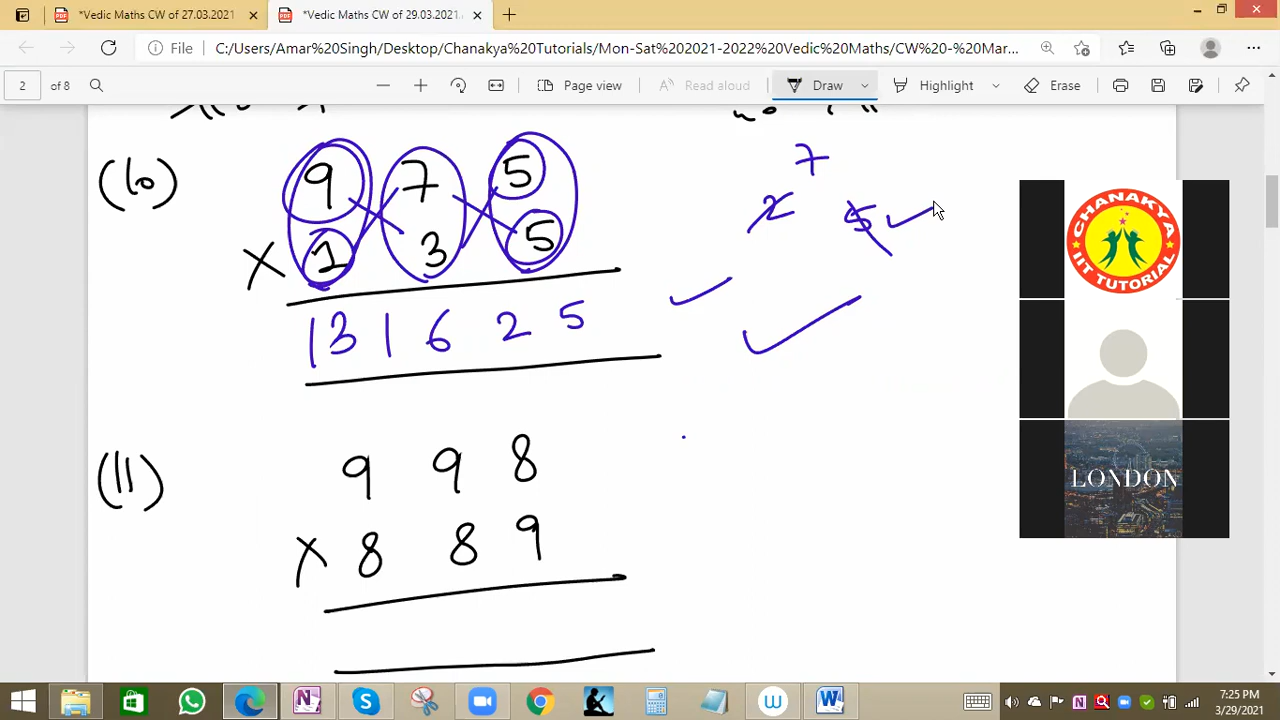 *Vedic Maths CW of 27.03.2021
*Vedic Maths CW of 29.03.2021.
File
C:/Users/Amar%20Singh/Desktop/Chanakya%20Tutorials/Mon-Sat%202021-2022%20Vedic%20Maths/CW%20-%20Mar...
2
of 8
Page view
Read aloud
Draw
Highlight
Erase
(10
9 7 5
7
X 1 3 5
2 5
1 3 1 6 2 5
(11)
9 9 8
X 8 8 9
CHANAKYA
IIT TUTORIAL
LONDON
7:25 PM
3/29/2021